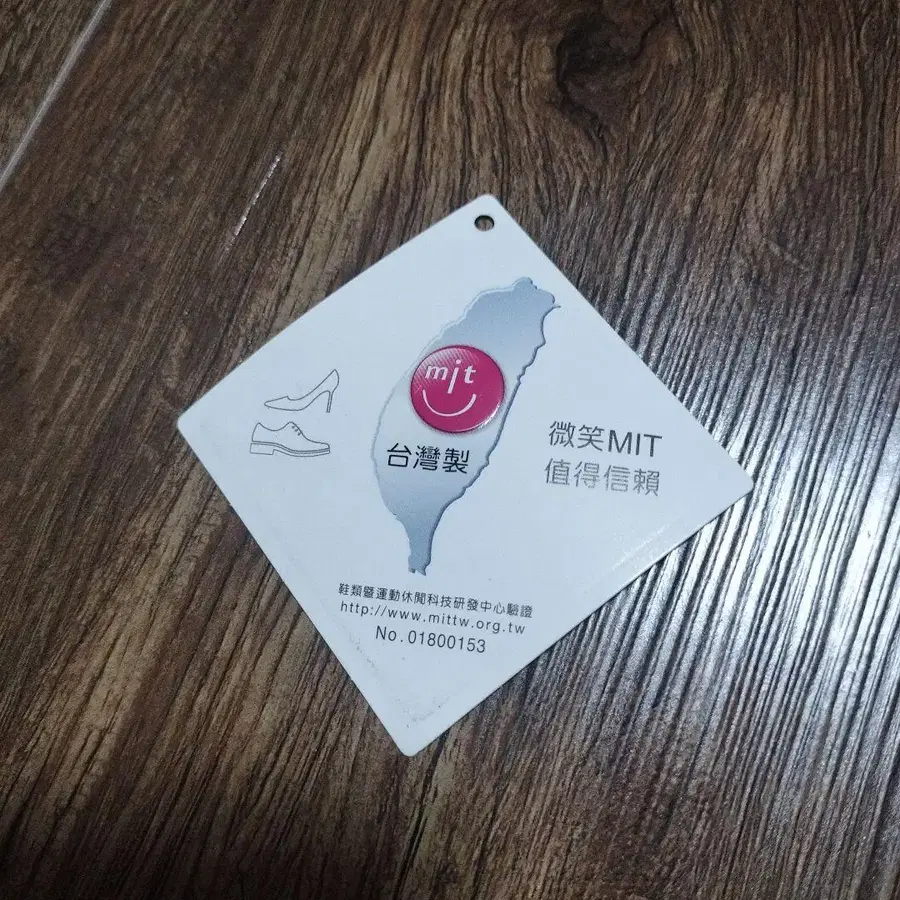 mit
台灣製
微笑MIT
值得信賴
鞋類暨運動休閒科技研發中心驗證
http://www.mittw.org.tw
No.01800153